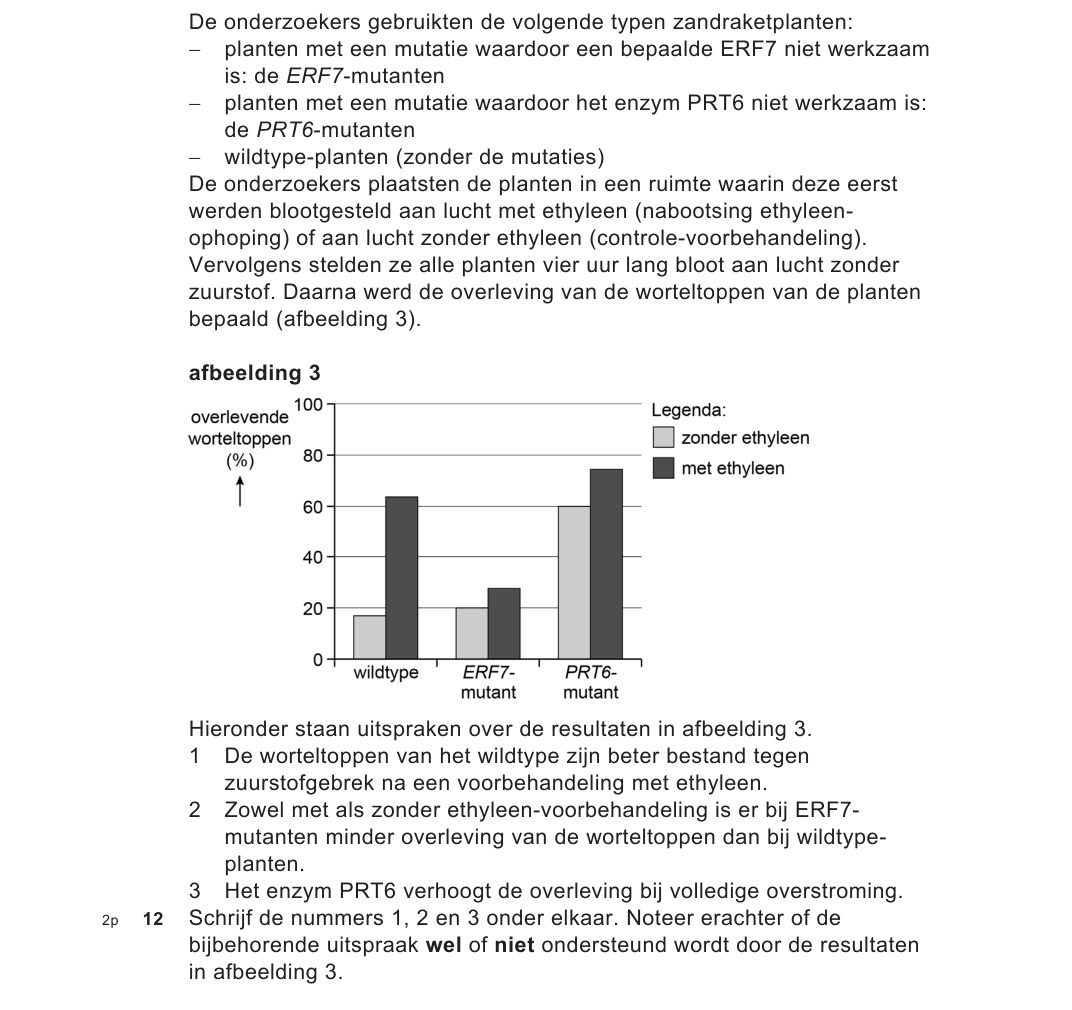 De onderzoekers gebruikten de volgende typen zandraketplanten:
– planten met een mutatie waardoor een bepaalde ERF7 niet werkzaam
is: de ERF7-mutanten
– planten met een mutatie waardoor het enzym PRT6 niet werkzaam is:
de PRT6-mutanten
– wildtype-planten (zonder de mutaties)
De onderzoekers plaatsten de planten in een ruimte waarin deze eerst
werden blootgesteld aan lucht met ethyleen (nabootsing ethyleen-
ophoping) of aan lucht zonder ethyleen (controle-voorbehandeling).
Vervolgens stelden ze alle planten vier uur lang bloot aan lucht zonder
zuurstof. Daarna werd de overleving van de worteltoppen van de planten
bepaald (afbeelding 3).
afbeelding 3
overlevende
worteltoppen
(%)
100
80
60
40
20
0
wildtype
ERF7-
mutant
PRT6-
mutant
Legenda:
zonder ethyleen
met ethyleen
Hieronder staan uitspraken over de resultaten in afbeelding 3.
1 De worteltoppen van het wildtype zijn beter bestand tegen
zuurstofgebrek na een voorbehandeling met ethyleen.
2 Zowel met als zonder ethyleen-voorbehandeling is er bij ERF7-
mutanten minder overleving van de worteltoppen dan bij wildtype-
planten.
3 Het enzym PRT6 verhoogt de overleving bij volledige overstroming.
2p 12 Schrijf de nummers 1, 2 en 3 onder elkaar. Noteer erachter of de
bijbehorende uitspraak wel of niet ondersteund wordt door de resultaten
in afbeelding 3.